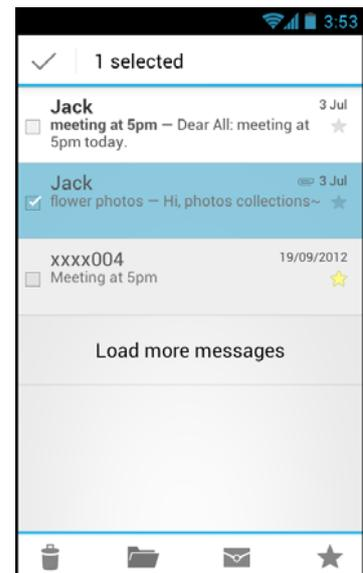 3:53
1 selected
Jack
3 Jul
meeting at 5pm — Dear All: meeting at
5pm today.
Jack
3 Jul
flower photos — Hi, photos collections~
xxxx004
19/09/2012
Meeting at 5pm
Load more messages